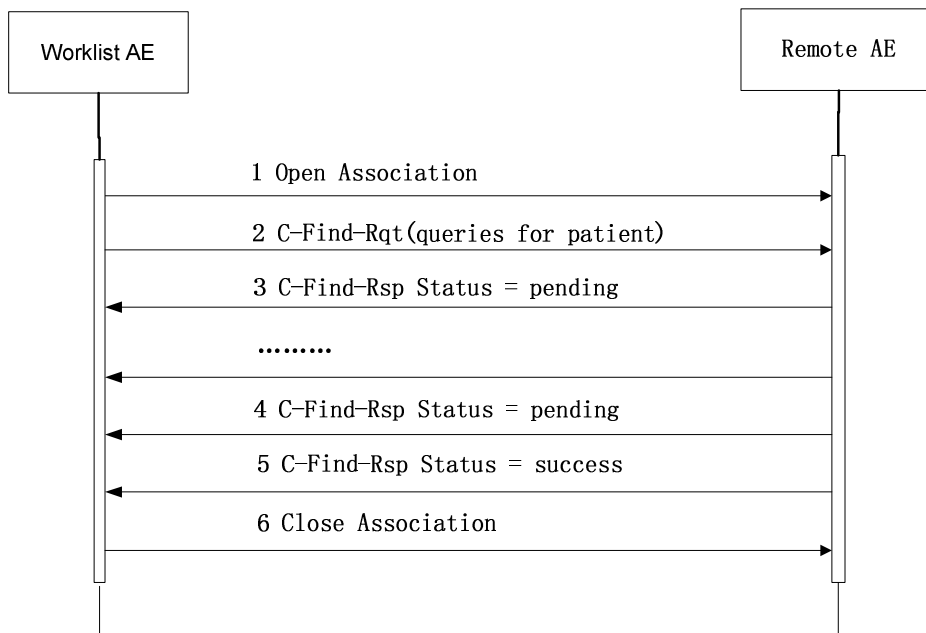 Worklist AE
Remote AE
1 Open Association
2 C-Find-Rqt(queries for patient)
3 C-Find-Rsp Status = pending
………
4 C-Find-Rsp Status = pending
5 C-Find-Rsp Status = success
6 Close Association